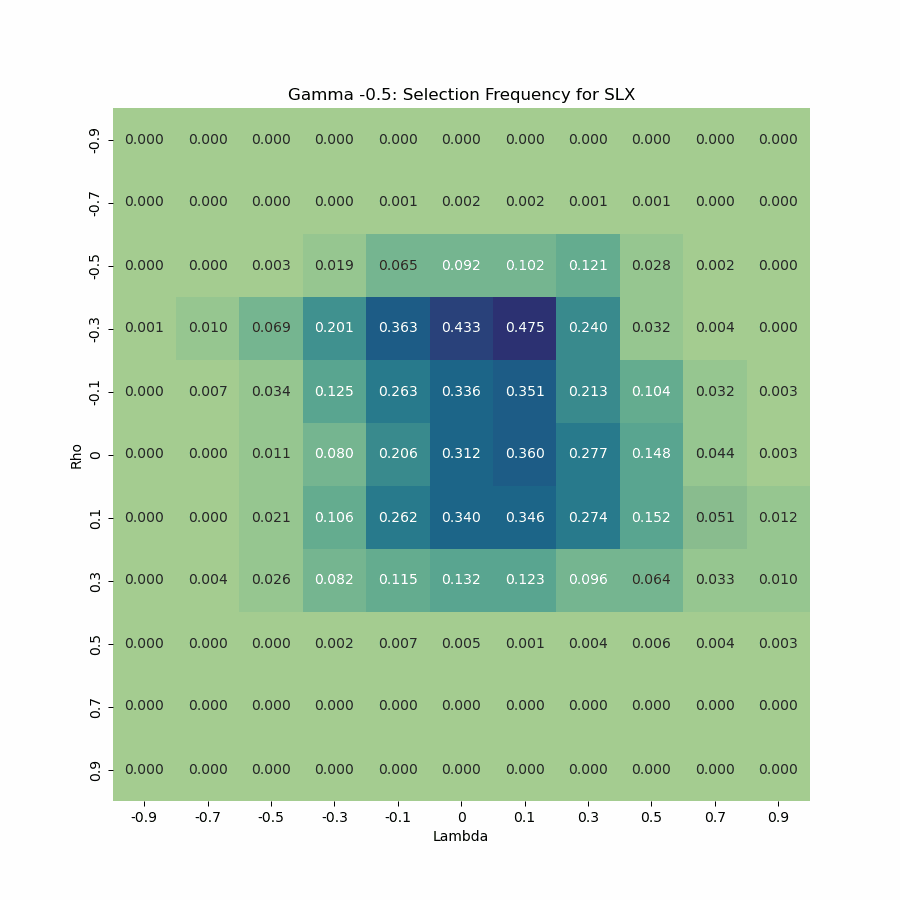 Gamma -0.5: Selection Frequency for SLX
-0.9 0.000 0.000 0.000 0.000 0.000 0.000 0.000 0.000 0.000 0.000 0.000
-0.7 0.000 0.000 0.000 0.000 0.001 0.002 0.002 0.001 0.001 0.000 0.000
-0.5 0.000 0.000 0.003 0.019 0.065 0.092 0.102 0.121 0.028 0.002 0.000
-0.3 0.001 0.010 0.069 0.201 0.363 0.433 0.475 0.240 0.032 0.004 0.000
-0.1 0.000 0.007 0.034 0.125 0.263 0.336 0.351 0.213 0.104 0.032 0.003
Rho
0 0.000 0.000 0.011 0.080 0.206 0.312 0.360 0.277 0.148 0.044 0.003
0.1 0.000 0.000 0.021 0.106 0.262 0.340 0.346 0.274 0.152 0.051 0.012
0.3 0.000 0.004 0.026 0.082 0.115 0.132 0.123 0.096 0.064 0.033 0.010
0.5 0.000 0.000 0.000 0.002 0.007 0.005 0.001 0.004 0.006 0.004 0.003
0.7 0.000 0.000 0.000 0.000 0.000 0.000 0.000 0.000 0.000 0.000 0.000
0.9 0.000 0.000 0.000 0.000 0.000 0.000 0.000 0.000 0.000 0.000 0.000
-0.9 -0.7 -0.5 -0.3 -0.1 0 0.1 0.3 0.5 0.7 0.9
Lambda